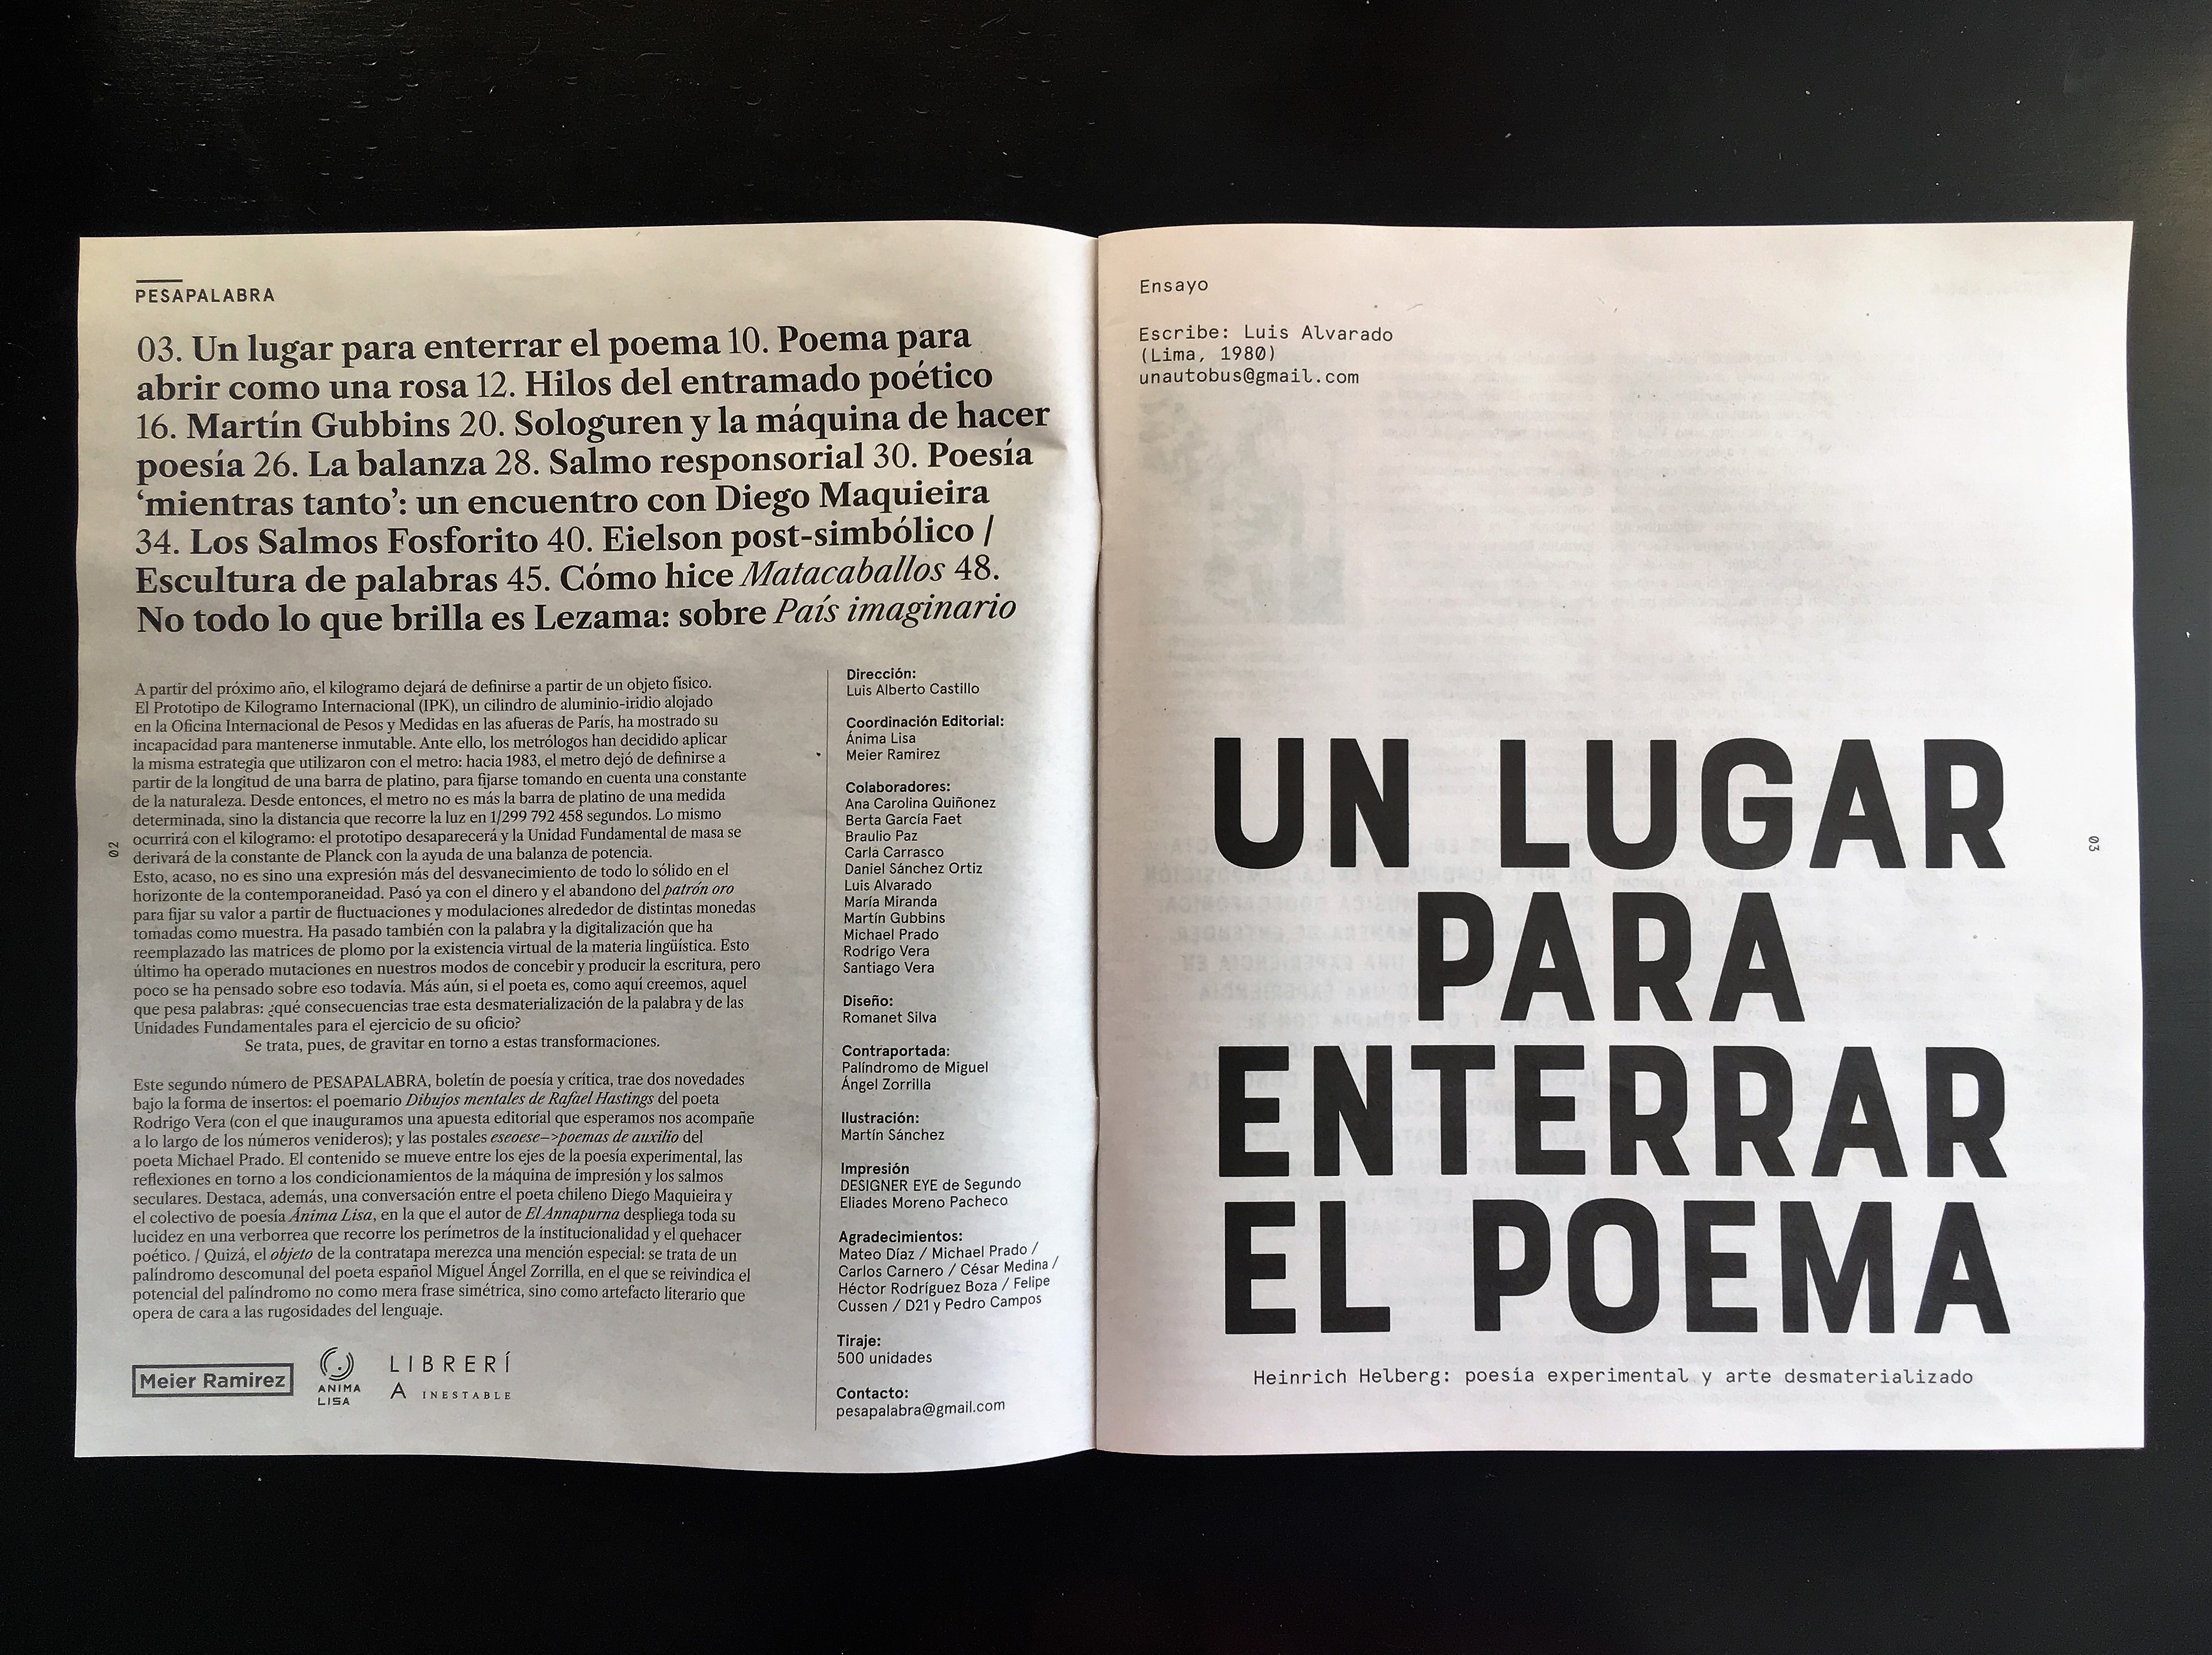 PESAPALABRA
03. Un lugar para enterrar el poema 10. Poema para
abrir como una rosa 12. Hilos del entramado poético
16. Martín Gubbins 20. Sologuren y la máquina de hacer
poesía 26. La balanza 28. Salmo responsorial 30. Poesía
‘mientras tanto’: un encuentro con Diego Maquieira
34. Los Salmos Fosforito 40. Eielson post-simbólico /
Escultura de palabras 45. Cómo hice Matacaballos 48.
No todo lo que brilla es Lezama: sobre País imaginario
A partir del próximo año, el kilogramo dejará de definirse a partir de un objeto físico.
El Prototipo de Kilogramo Internacional (IPK), un cilindro de aluminio-iridio alojado
en la Oficina Internacional de Pesos y Medidas en las afueras de París, ha mostrado su
incapacidad para mantenerse inmutable. Ante ello, los metrólogos han decidido aplicar
la misma estrategia que utilizaron con el metro: hacia 1983, el metro dejó de definirse a
partir de la longitud de una barra de platino, para fijarse tomando en cuenta una constante
de la naturaleza. Desde entonces, el metro no es más la barra de platino de una medida
determinada, sino la distancia que recorre la luz en 1/299 792 458 segundos. Lo mismo
ocurrirá con el kilogramo: el prototipo desaparecerá y la Unidad Fundamental de masa se
derivará de la constante de Planck con la ayuda de una balanza de potencia.
Esto, acaso, no es sino una expresión más del desvanecimiento de todo lo sólido en el
horizonte de la contemporaneidad. Pasó ya con el dinero y el abandono del patrón oro
para fijar su valor a partir de fluctuaciones y modulaciones alrededor de distintas monedas
tomadas como muestra. Ha pasado también con la palabra y la digitalización que ha
reemplazado las matrices de plomo por la existencia virtual de la materia lingüística. Esto
último ha operado mutaciones en nuestros modos de concebir y producir la escritura, pero
poco se ha pensado sobre eso todavía. Más aún, si el poeta es, como aquí creemos, aquel
que pesa palabras: ¿qué consecuencias trae esta desmaterialización de la palabra y de las
Unidades Fundamentales para el ejercicio de su oficio?
Se trata, pues, de gravitar en torno a estas transformaciones.
Este segundo número de PESAPALABRA, boletín de poesía y crítica, trae dos novedades
bajo la forma de insertos: el poemario Dibujos mentales de Rafael Hastings del poeta
Rodrigo Vera (con el que inauguramos una apuesta editorial que esperamos nos acompañe
a lo largo de los números venideros); y las postales eseoese—>poemas de auxilio del
poeta Michael Prado. El contenido se mueve entre los ejes de la poesía experimental, las
reflexiones en torno a los condicionamientos de la máquina de impresión y los salmos
seculares. Destaca, además, una conversación entre el poeta chileno Diego Maquieira y
el colectivo de poesía Ánima Lisa, en la que el autor de El Annapurna despliega toda su
lucidez en una verborrea que recorre los perímetros de la institucionalidad y el quehacer
poético. / Quizá, el objeto de la contratapa merezca una mención especial: se trata de un
palíndromo descomunal del poeta español Miguel Ángel Zorrilla, en el que se reivindica el
potencial del palíndromo no como mera frase simétrica, sino como artefacto literario que
opera de cara a las rugosidades del lenguaje.
Meier Ramirez
ANIMA
LISA
LIBRERÍ
A INESTABLE
02
Dirección:
Luis Alberto Castillo
Coordinación Editorial:
Ánima Lisa
Meier Ramirez
Colaboradores:
Ana Carolina Quiñonez
Berta García Faet
Braulio Paz
Carla Carrasco
Daniel Sánchez Ortiz
Luis Alvarado
María Miranda
Martín Gubbins
Michael Prado
Rodrigo Vera
Santiago Vera
Diseño:
Romanet Silva
Contraportada:
Palíndromo de Miguel
Ángel Zorrilla
Ilustración:
Martín Sánchez
Impresión
DESIGNER EYE de Segundo
Eliades Moreno Pacheco
Agradecimientos:
Mateo Díaz / Michael Prado /
Carlos Carnero / César Medina /
Héctor Rodríguez Boza / Felipe
Cussen / D21 y Pedro Campos
Tiraje:
500 unidades
Contacto:
pesapalabra@gmail.com
Ensayo
Escribe: Luis Alvarado
(Lima, 1980)
unautobus@gmail.com
UN LUGAR
PARA
ENTERRAR
EL POEMA
Heinrich Helberg: poesía experimental y arte desmaterializado
03